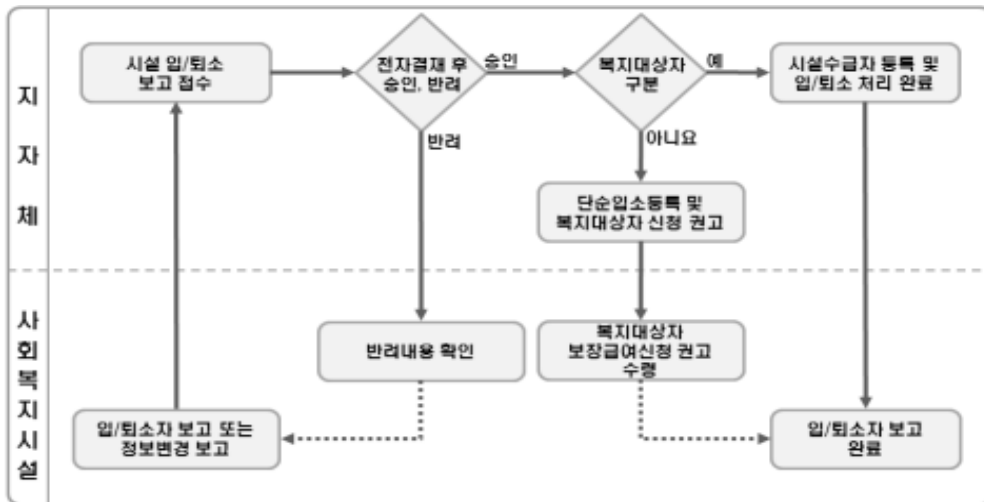 지자체
시설 입/퇴소
보고 접수
전자결재 후
승인, 반려
승인
반려
복지대상자
구분
예
아니요
시설수급자 등록 및
입/퇴소 처리 완료
단순입소등록 및
복지대상자 신청 권고
사회복지시설
반려내용 확인
복지대상자
보장급여신청 권고
수령
입/퇴소자 보고 또는
정보변경 보고
입/퇴소자 보고
완료